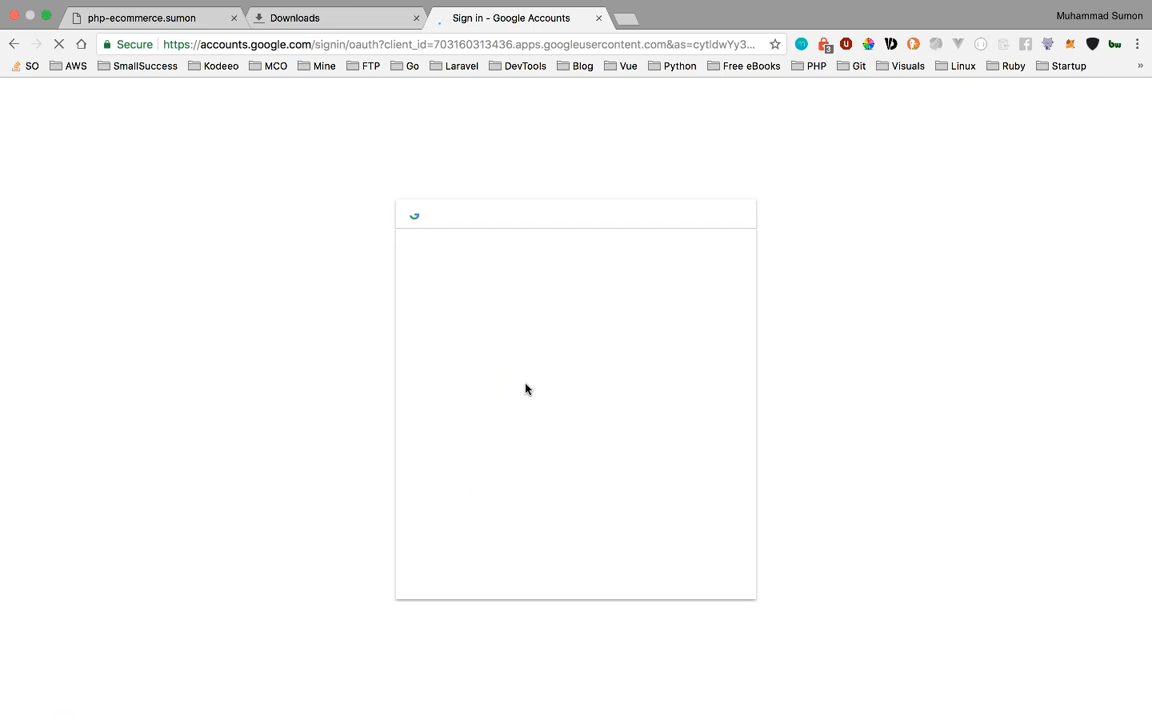 php-ecommerce.sumon
Downloads
Sign in - Google Accounts
Muhammad Sumon
Secure https://accounts.google.com/signin/oauth?client_id=703160313436.apps.googleusercontent.com&as=cytldwYy3...
3
SO AWS SmallSuccess Kodeeo MCO Mine FTP Go Laravel DevTools Blog Vue Python Free eBooks PHP Git Visuals Linux Ruby Startup »